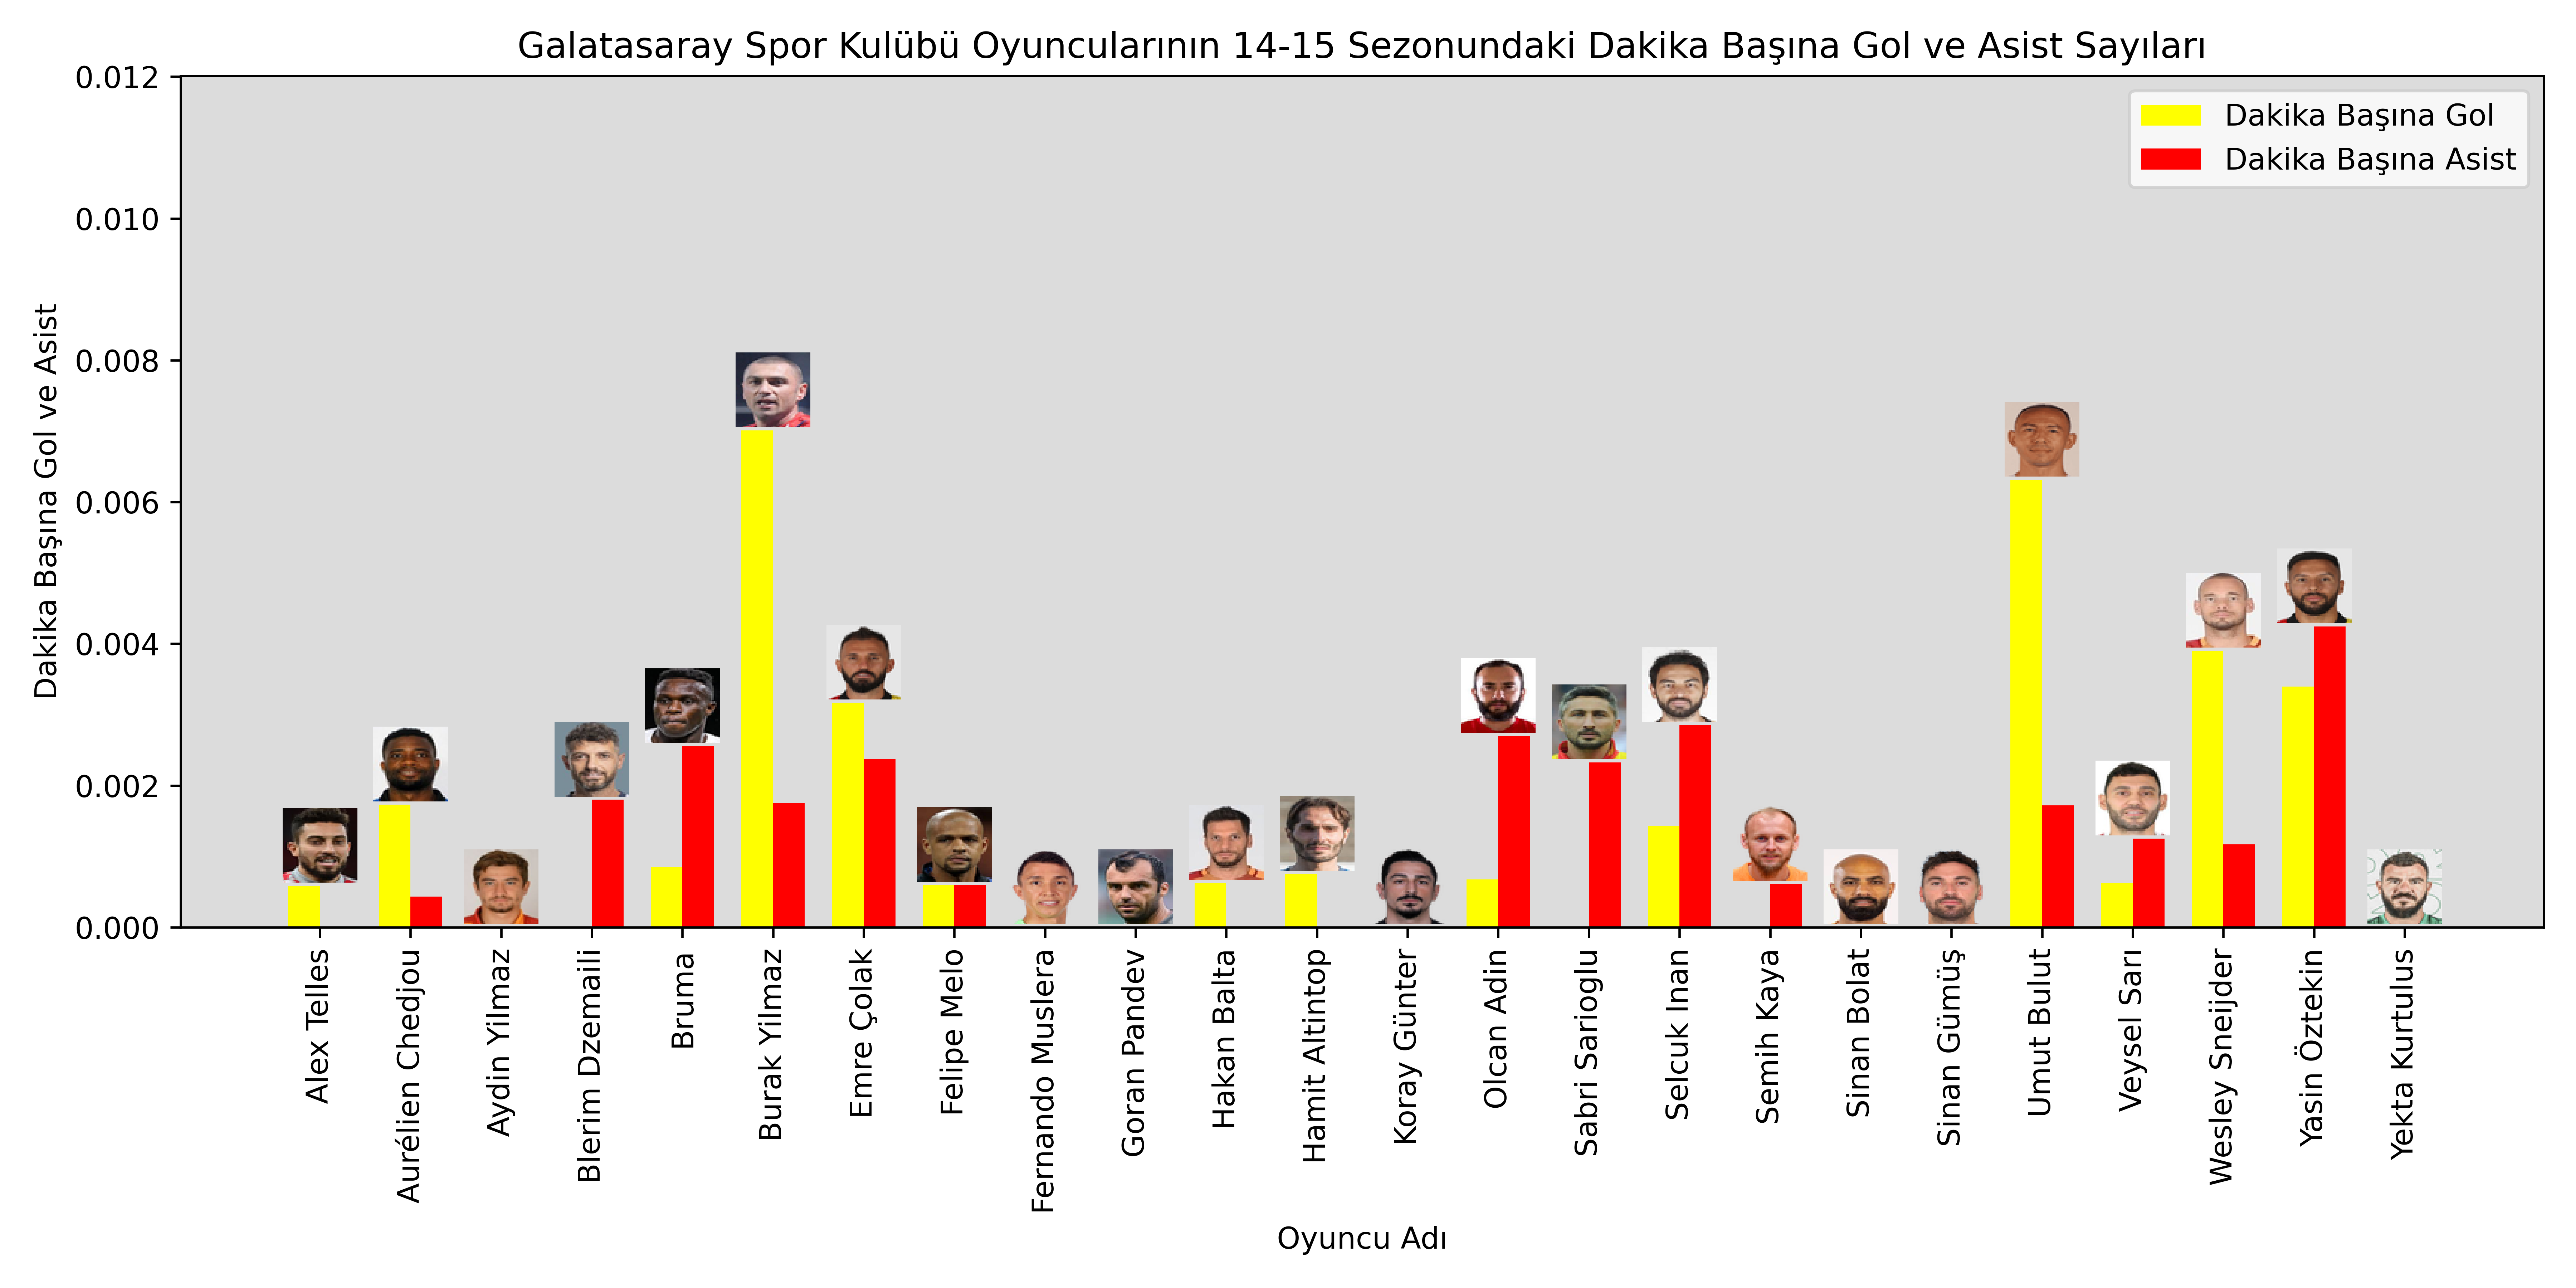 Galatasaray Spor Kulübü Oyuncularının 14-15 Sezonundaki Dakika Başına Gol ve Asist Sayıları
Dakika Başına Gol
Dakika Başına Asist
Dakika Başına Gol ve Asist
0.012
0.010
0.008
0.006
0.004
0.002
0.000
Alex Telles
Aurélien Chedjou
Aydin Yilmaz
Blerim Dzemaili
Bruma
Burak Yilmaz
Emre Çolak
Felipe Melo
Fernando Muslera
Goran Pandev
Hakan Balta
Hamit Altintop
Koray Günter
Olcan Adin
Sabri Sarioglu
Selcuk Inan
Semih Kaya
Sinan Bolat
Sinan Gümüş
Umut Bulut
Veysel Sarı
Wesley Sneijder
Yasin Öztekin
Yekta Kurtulus
Oyuncu Adı